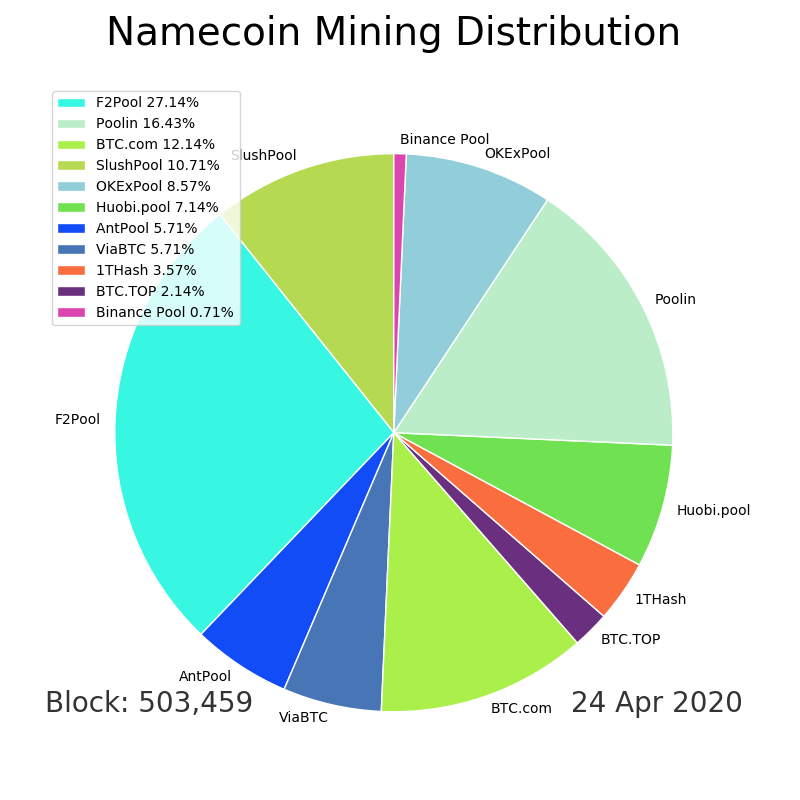 Namecoin Mining Distribution
F2Pool 27.14%
Poolin 16.43%
BTC.com 12.14%
SlushPool 10.71%
OKExPool 8.57%
Huobi.pool 7.14%
AntPool 5.71%
ViaBTC 5.71%
1THash 3.57%
BTC.TOP 2.14%
Binance Pool 0.71%
SlushPool
Binance Pool
OKExPool
Poolin
F2Pool
Huobi.pool
1THash
BTC.TOP
AntPool
ViaBTC
BTC.com
Block: 503,459
24 Apr 2020